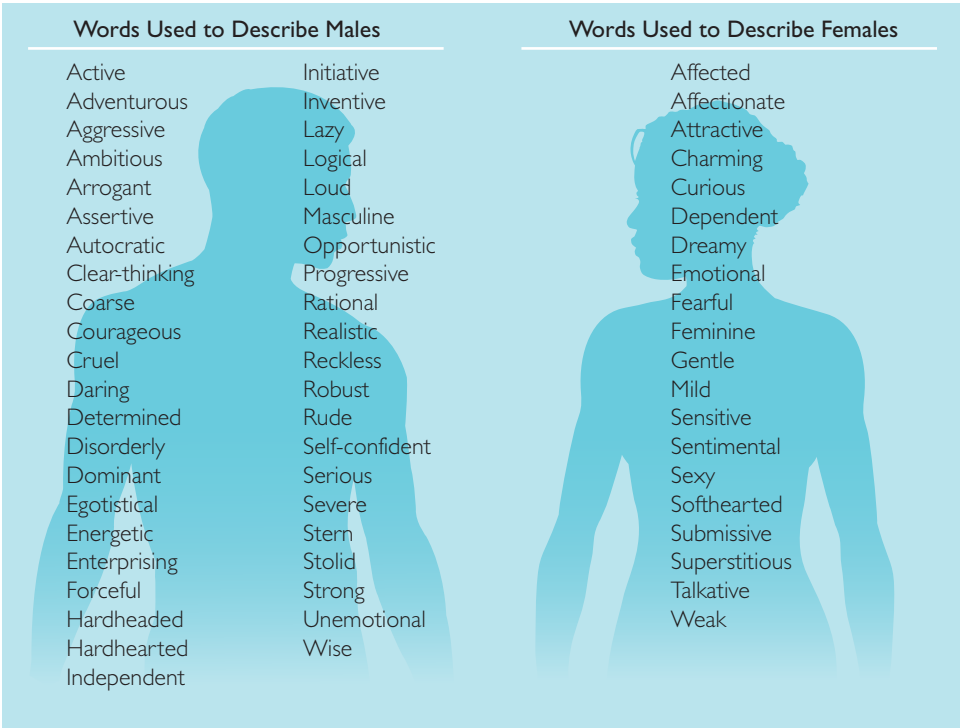 Words Used to Describe Males
Active
Adventurous
Aggressive
Ambitious
Arrogant
Assertive
Autocratic
Clear-thinking
Coarse
Courageous
Cruel
Daring
Determined
Disorderly
Dominant
Egotistical
Energetic
Enterprising
Forceful
Hardheaded
Hardhearted
Independent
Initiative
Inventive
Lazy
Logical
Loud
Masculine
Opportunistic
Progressive
Rational
Realistic
Reckless
Robust
Rude
Self-confident
Serious
Severe
Stern
Stolid
Strong
Unemotional
Wise
Words Used to Describe Females
Affected
Affectionate
Attractive
Charming
Curious
Dependent
Dreamy
Emotional
Fearful
Feminine
Gentle
Mild
Sensitive
Sentimental
Sexy
Softhearted
Submissive
Superstitious
Talkative
Weak